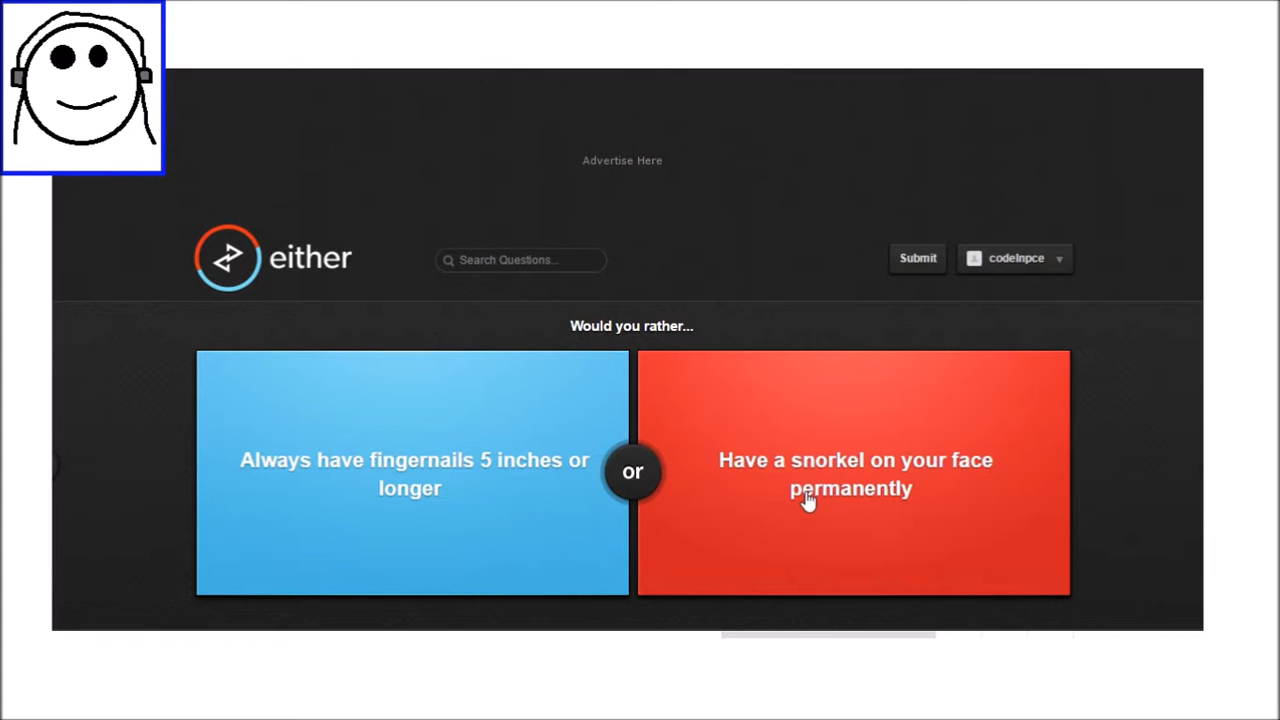 Advertise Here
either
Search Questions...
Submit
codeInpce
Would you rather...
Always have fingernails 5 inches or
longer
or
Have a snorkel on your face
permanently